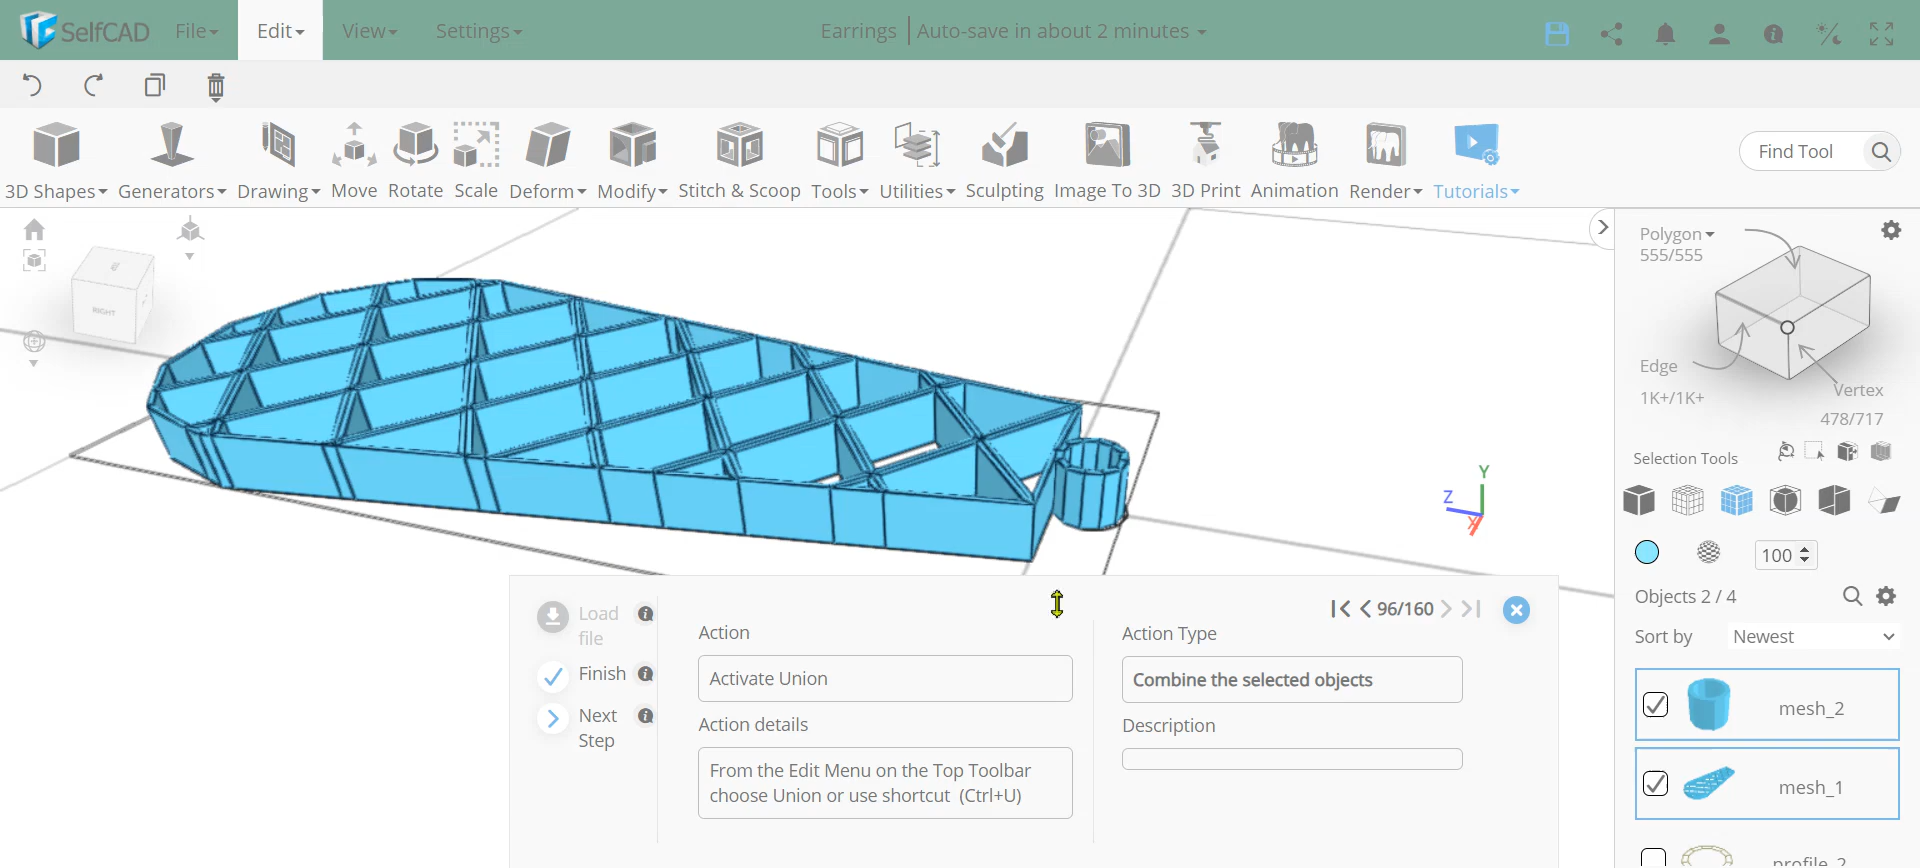 SelfCAD File Edit View Settings Earrings Auto-save in about 2 minutes
3D Shapes Generators Drawing Move Rotate Scale Deform Modify Stitch & Scoop Tools Utilities Sculpting Image To 3D 3D Print Animation Render Tutorials
Find Tool
RIGHT
Polygon
555/555
Edge
1K+/1K+
Vertex
478/717
Selection Tools
Y
Z
X
100
Objects 2 / 4
Sort by Newest
mesh_2
mesh_1
profile_2
Load
file
Finish
Next
Step
96/160
Action
Activate Union
Action details
From the Edit Menu on the Top Toolbar
choose Union or use shortcut (Ctrl+U)
Action Type
Combine the selected objects
Description